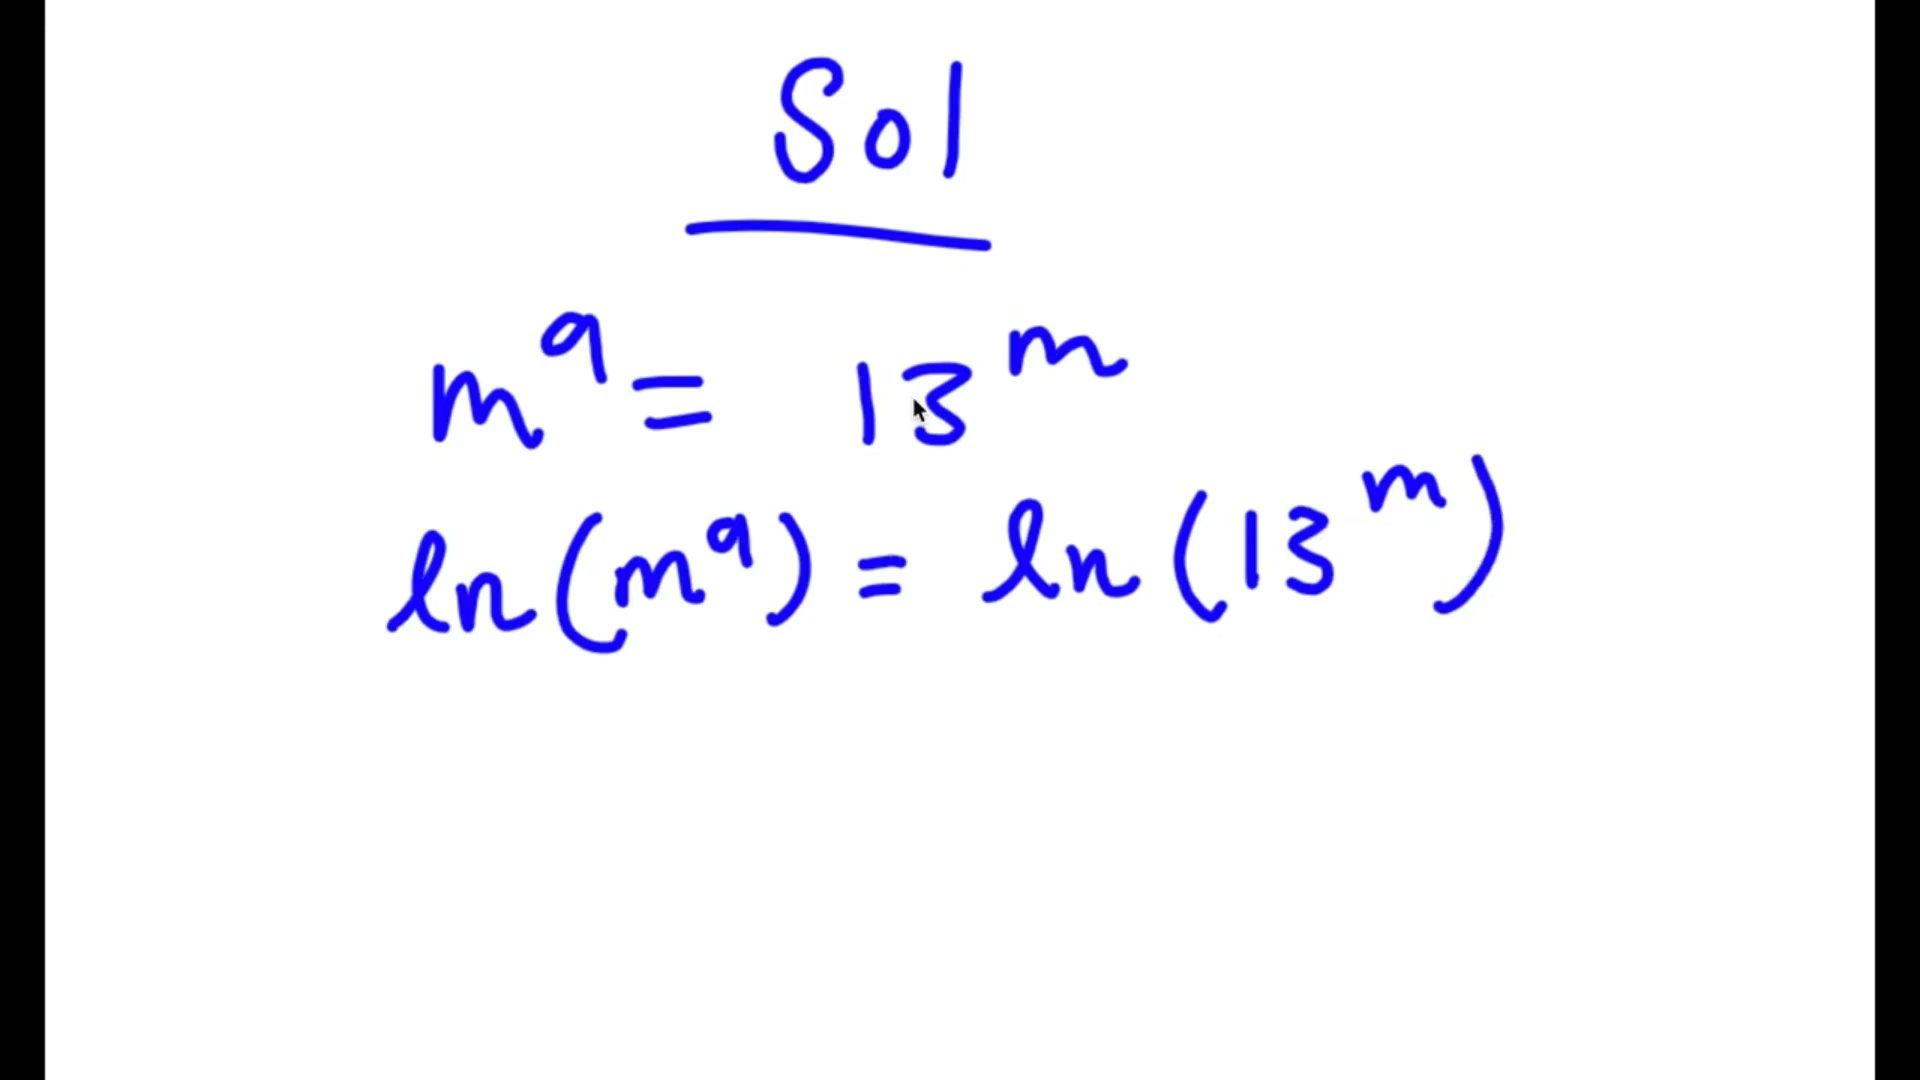 Sol
m⁹ = 13ᵐ
ln(m⁹) = ln(13ᵐ)